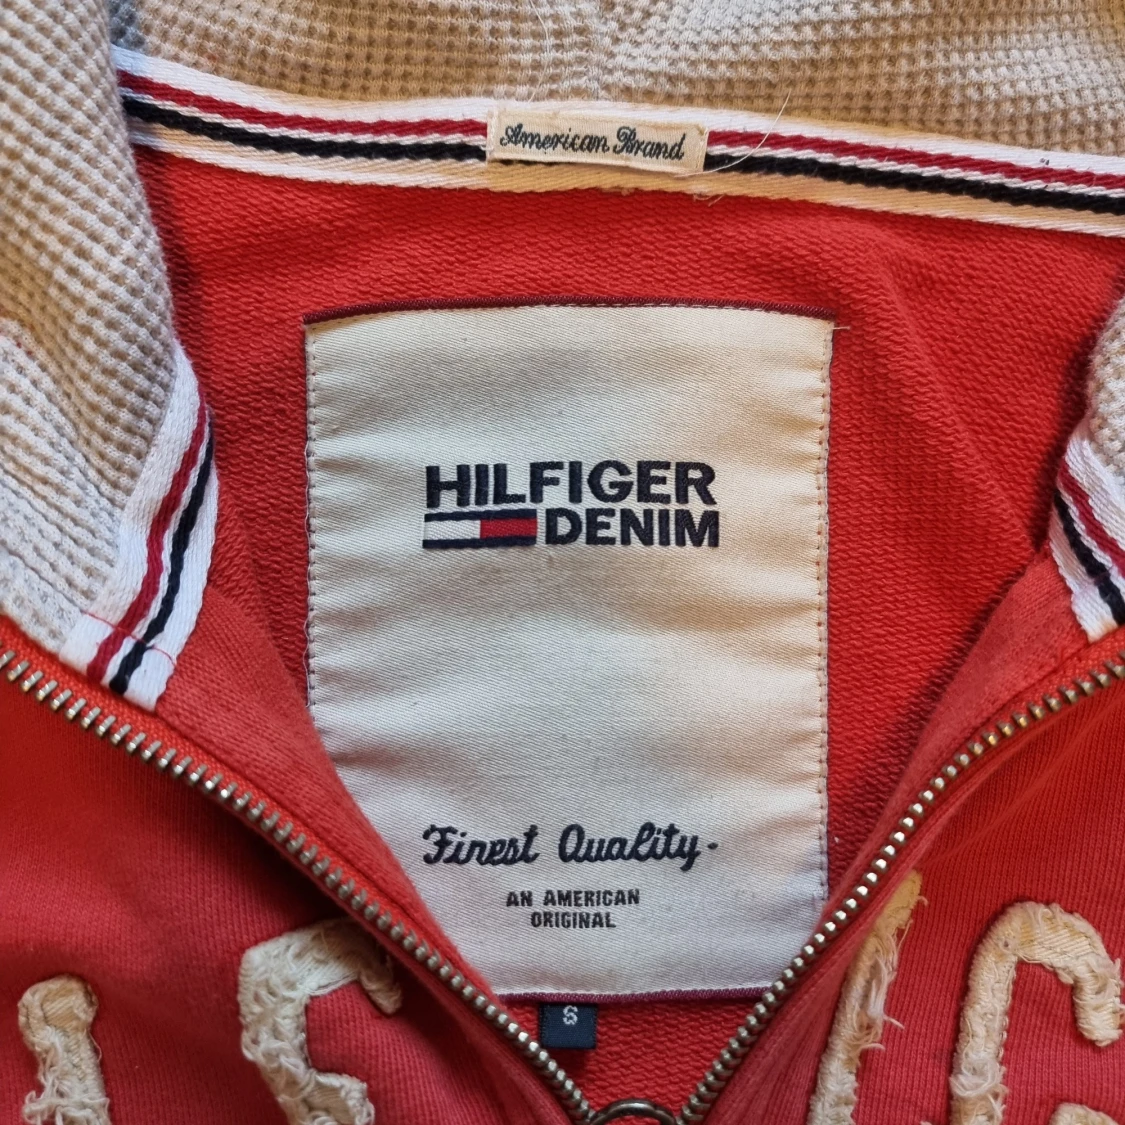 American Brand
HILFIGER
DENIM
Finest Quality.
AN AMERICAN
ORIGINAL
S